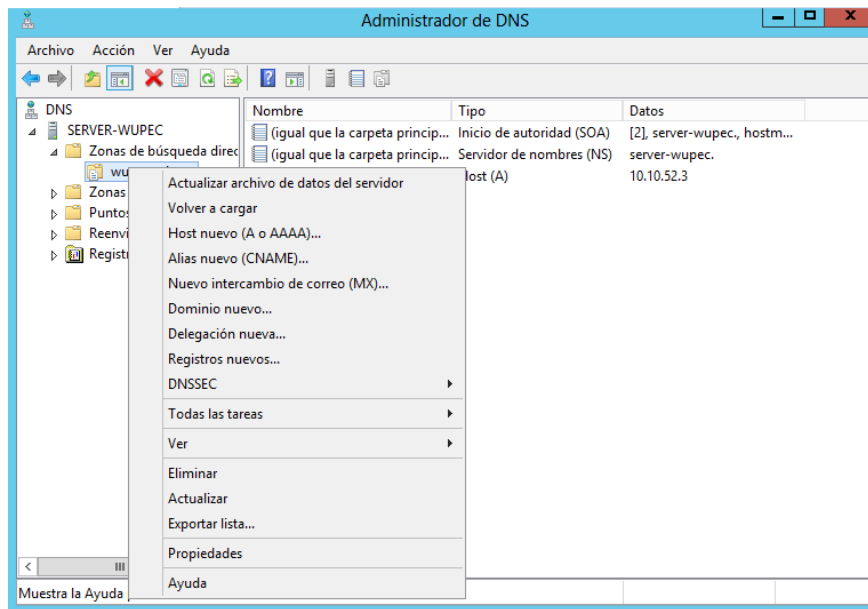 Administrador de DNS
Archivo Acción Ver Ayuda
DNS
SERVER-WUPEC
Zonas de búsqueda direc
wu
Zonas
Punto
Reenvi
Regist
Nombre Tipo Datos
(igual que la carpeta princip... Inicio de autoridad (SOA) [2], server-wupec., hostm...
(igual que la carpeta princip... Servidor de nombres (NS) server-wupec.
Host (A) 10.10.52.3
Actualizar archivo de datos del servidor
Volver a cargar
Host nuevo (A o AAAA)...
Alias nuevo (CNAME)...
Nuevo intercambio de correo (MX)...
Dominio nuevo...
Delegación nueva...
Registros nuevos...
DNSSEC
Todas las tareas
Ver
Eliminar
Actualizar
Exportar lista...
Propiedades
Ayuda
Muestra la Ayuda